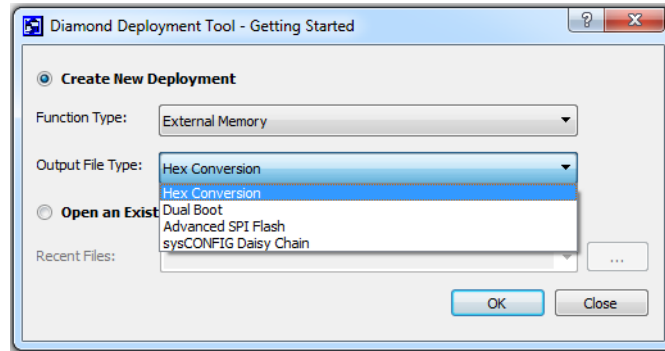 Diamond Deployment Tool - Getting Started
Create New Deployment
Function Type: External Memory
Output File Type: Hex Conversion
Hex Conversion
Dual Boot
Advanced SPI Flash
sysCONFIG Daisy Chain
Open an Exist
Recent Files:
...
OK Close